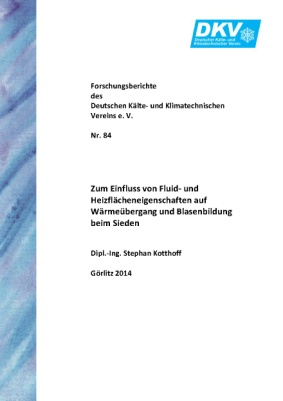 DKV
Deutscher Kälte- und
Klimatechnischer Verein
Forschungsberichte
des
Deutschen Kälte- und Klimatechnischen
Vereins e. V.
Nr. 84
Zum Einfluss von Fluid- und
Heizflächeneigenschaften auf
Wärmeübergang und Blasenbildung
beim Sieden
Dipl.-Ing. Stephan Kotthoff
Görlitz 2014